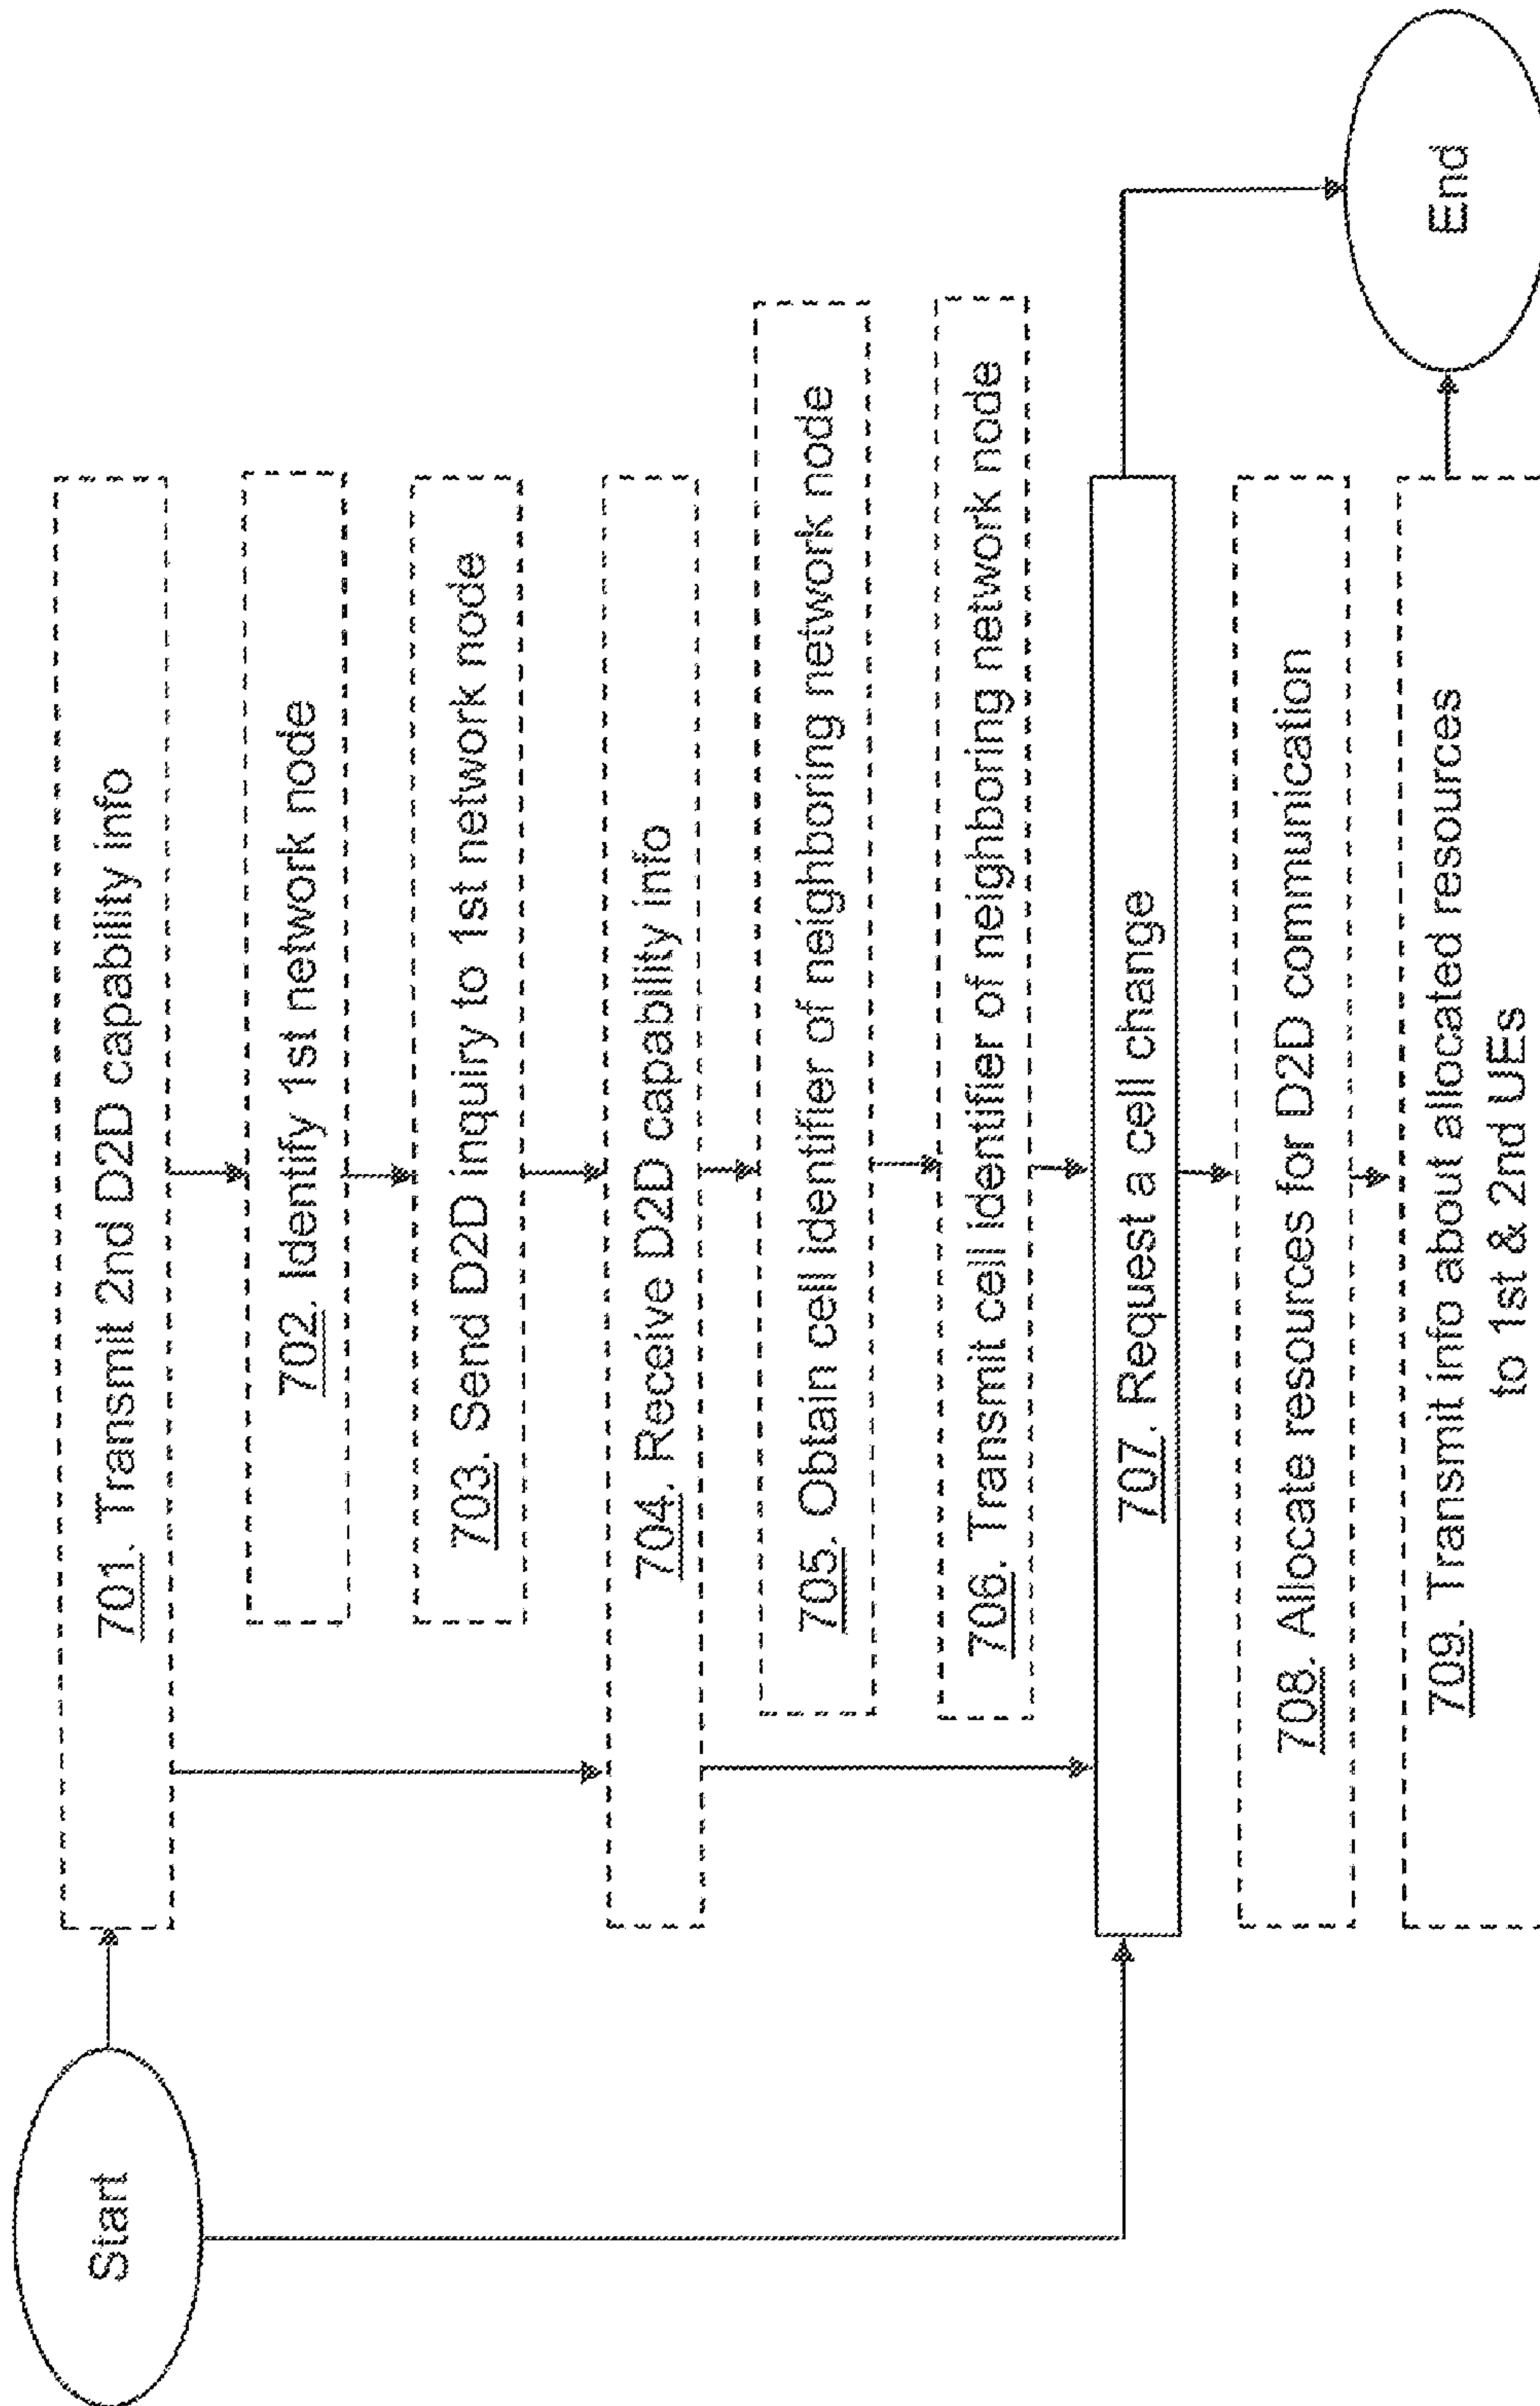 Start
701. Transmit 2nd D2D capability info
702. Identify 1st network node
703. Send D2D inquiry to 1st network node
704. Receive D2D capability info
705. Obtain cell identifier of neighboring network node
706. Transmit cell identifier of neighboring network node
707. Request a cell change
708. Allocate resources for D2D communication
709. Transmit info about allocated resources
to 1st & 2nd UEs
End